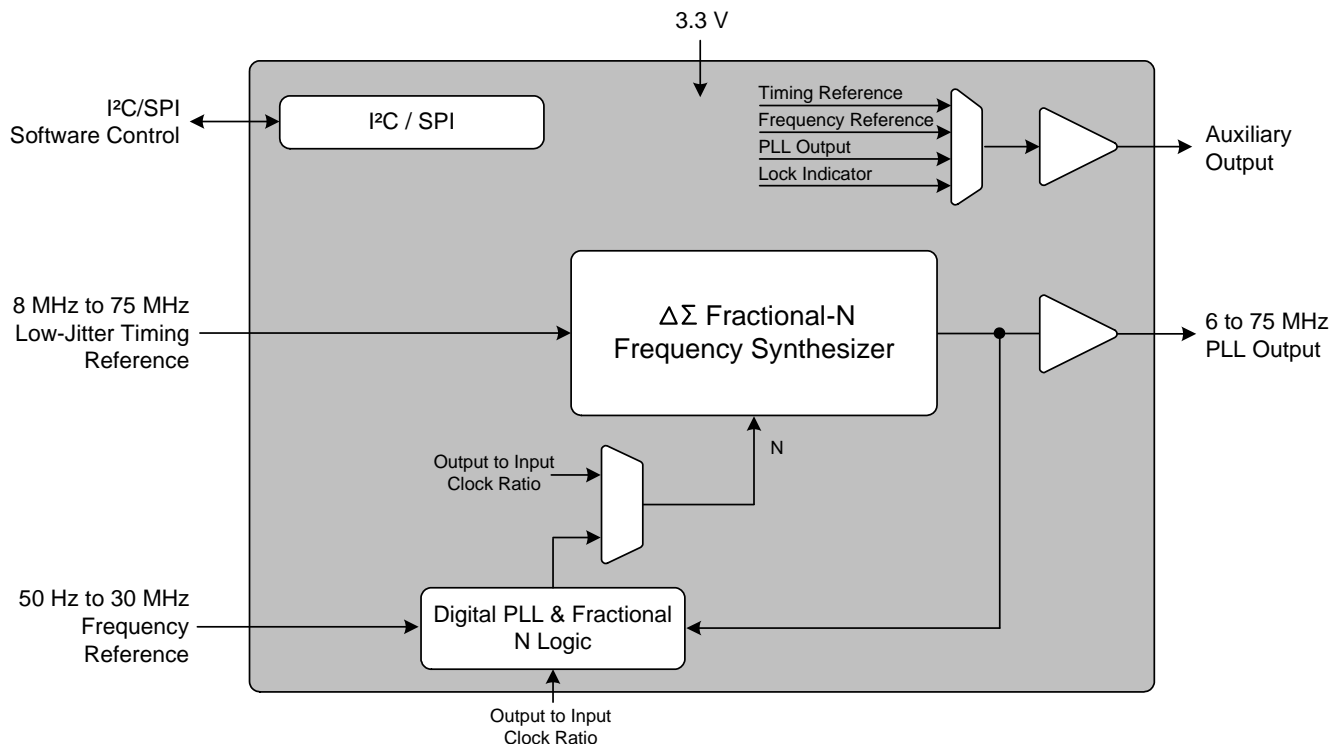 3.3 V
I²C/SPI
Software Control
I²C / SPI
Timing Reference
Frequency Reference
PLL Output
Lock Indicator
Auxiliary
Output
8 MHz to 75 MHz
Low-Jitter Timing
Reference
ΔΣ Fractional-N
Frequency Synthesizer
6 to 75 MHz
PLL Output
N
Output to Input
Clock Ratio
50 Hz to 30 MHz
Frequency
Reference
Digital PLL & Fractional
N Logic
Output to Input
Clock Ratio